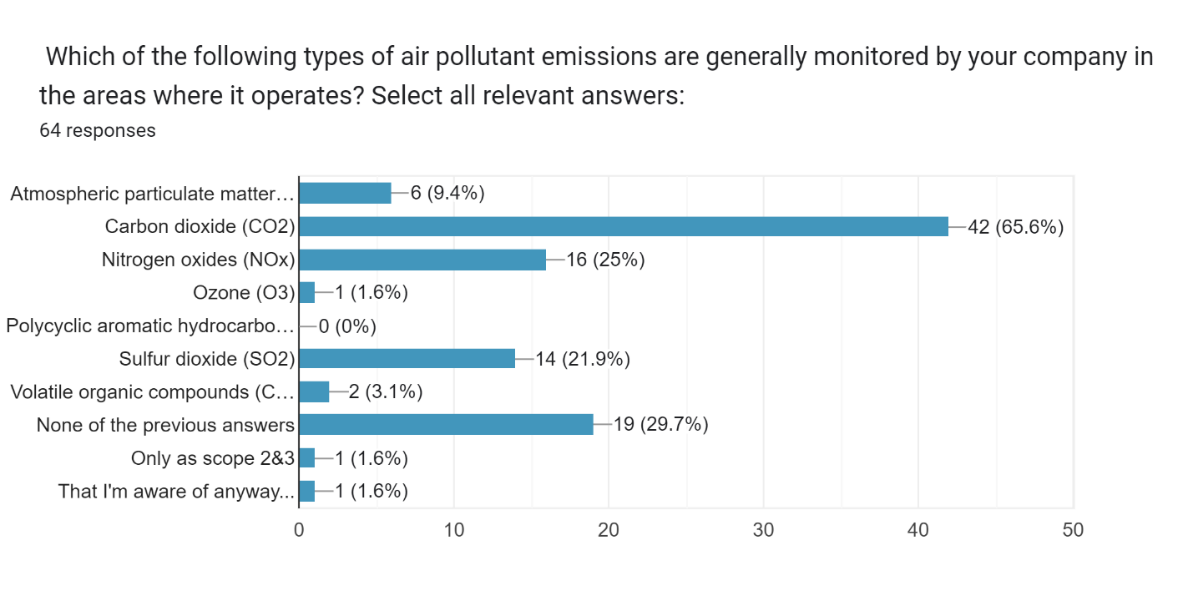 Which of the following types of air pollutant emissions are generally monitored by your company in
the areas where it operates? Select all relevant answers:
64 responses
Atmospheric particulate matter… 6 (9.4%)
Carbon dioxide (CO2) 42 (65.6%)
Nitrogen oxides (NOx) 16 (25%)
Ozone (O3) 1 (1.6%)
Polycyclic aromatic hydrocarbo… 0 (0%)
Sulfur dioxide (SO2) 14 (21.9%)
Volatile organic compounds (C… 2 (3.1%)
None of the previous answers 19 (29.7%)
Only as scope 2&3 1 (1.6%)
That I'm aware of anyway... 1 (1.6%)
0 10 20 30 40 50